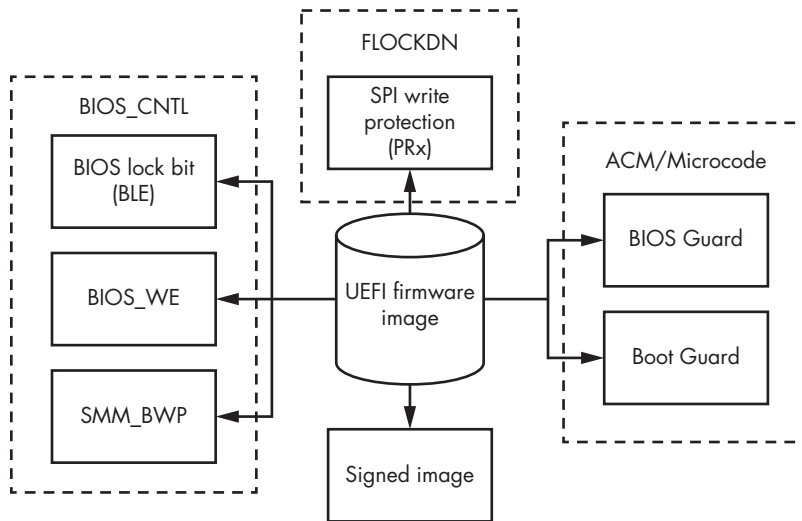 FLOCKDN
SPI write
protection
(PRx)
BIOS_CNTL
BIOS lock bit
(BLE)
BIOS_WE
SMM_BWP
UEFI firmware
image
ACM/Microcode
BIOS Guard
Boot Guard
Signed image